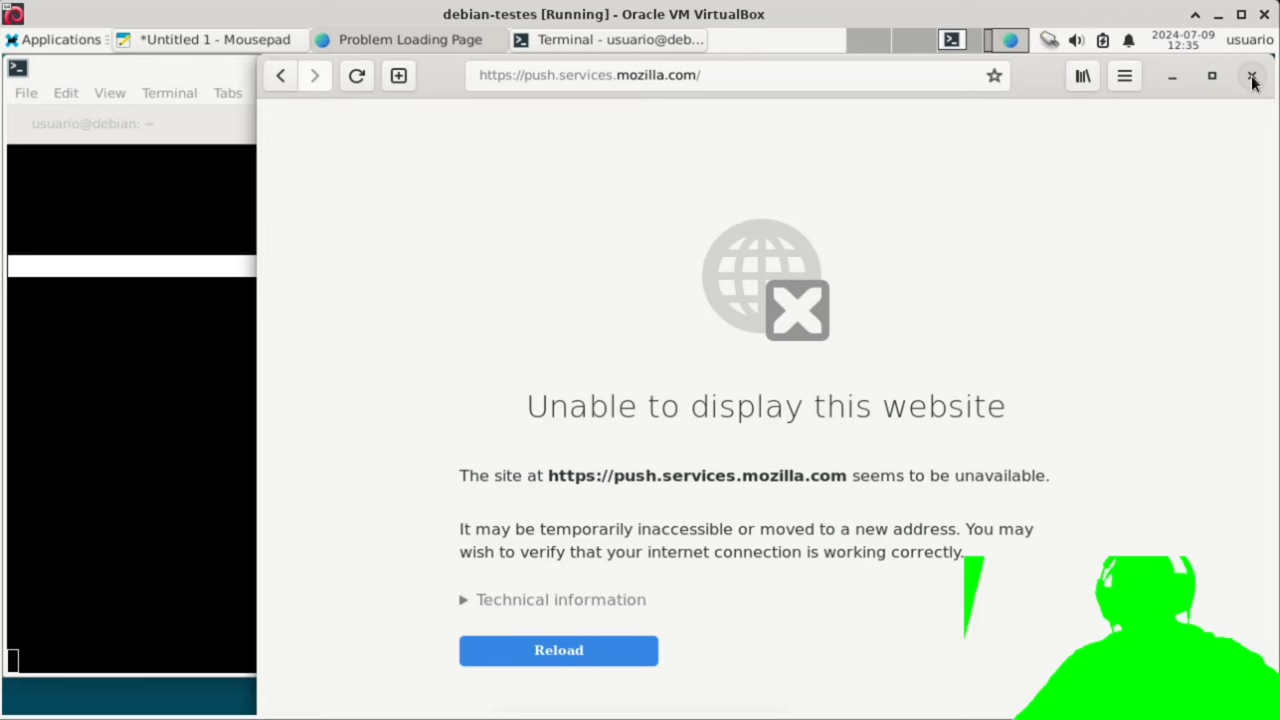 debian-testes [Running] - Oracle VM VirtualBox
Applications
*Untitled 1 - Mousepad
Problem Loading Page
Terminal - usuario@deb...
2024-07-09
12:35
usuario
File Edit View Terminal Tabs
usuario@debian: ~
https://push.services.mozilla.com/
Unable to display this website
The site at https://push.services.mozilla.com seems to be unavailable.
It may be temporarily inaccessible or moved to a new address. You may
wish to verify that your internet connection is working correctly.
Technical information
Reload